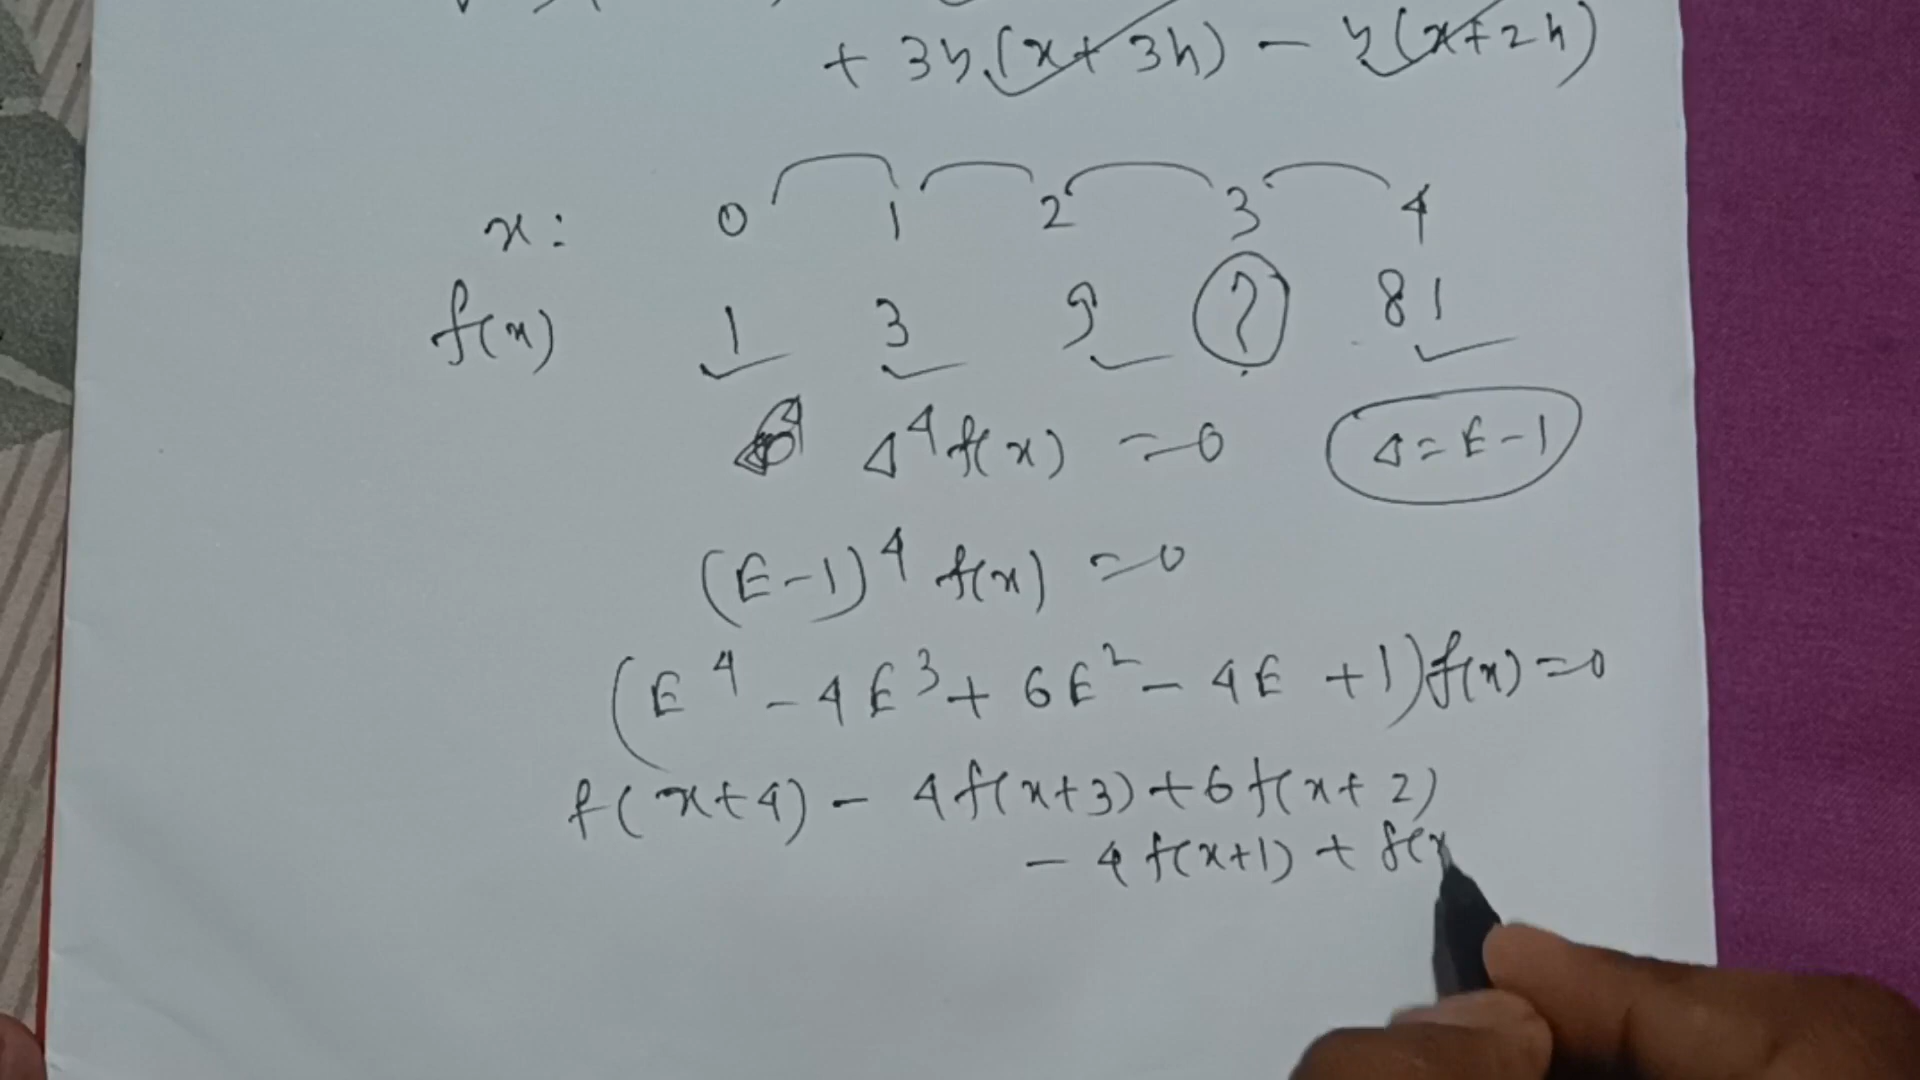 + 3y(x+3h) - y(x+2h)
x: 0 1 2 3 4
f(x) 1 3 9 ? 81
Δ⁴f(x) = 0 Δ = E-1
(E-1)⁴ f(x) = 0
(E⁴ - 4E³ + 6E² - 4E + 1)f(x) = 0
f(x+4) - 4f(x+3) + 6f(x+2)
- 4f(x+1) + f(x